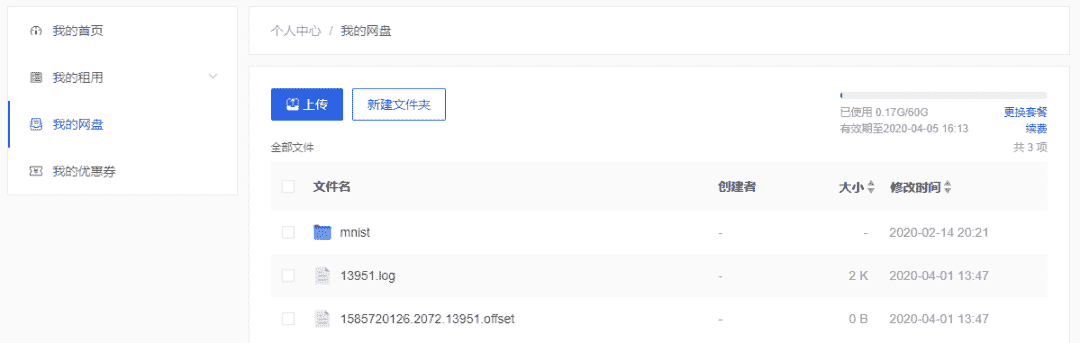 我的首页
我的租用
我的网盘
我的优惠券
个人中心 / 我的网盘
上传 新建文件夹
已使用 0.17G/60G 更换套餐
有效期至2020-04-05 16:13 续费
全部文件 共 3 项
文件名 创建者 大小 修改时间
mnist - - 2020-02-14 20:21
13951.log - 2 K 2020-04-01 13:47
1585720126.2072.13951.offset - 0 B 2020-04-01 13:47